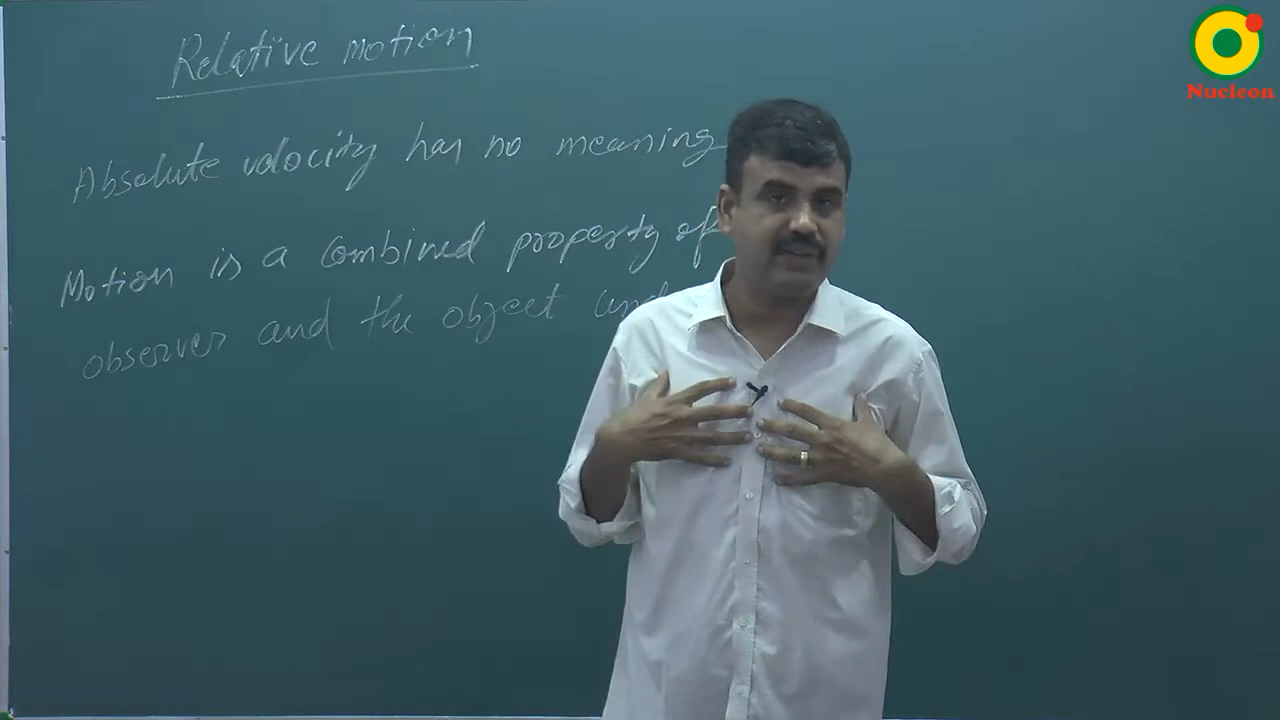 Relative motion
Absolute velocity has no meaning
Motion is a combined property of
observer and the object
Nucleon